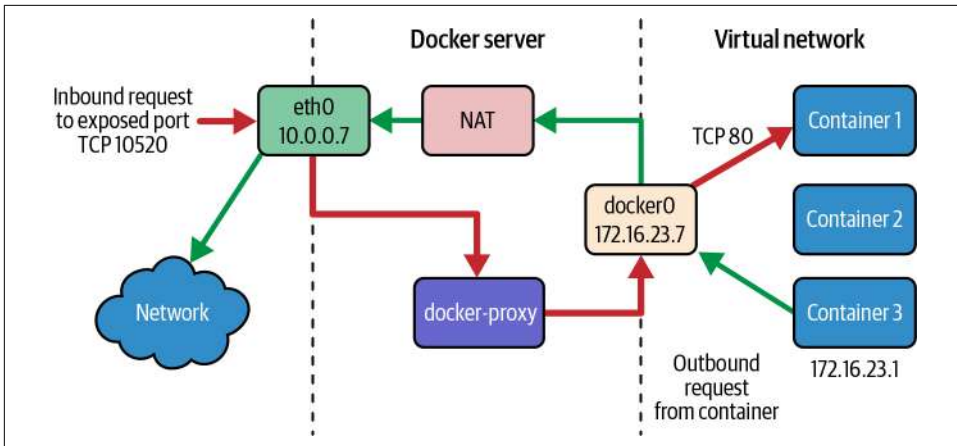 Docker server
Virtual network
Inbound request
to exposed port
TCP 10520
eth0
10.0.0.7
NAT
TCP 80
Container 1
docker0
172.16.23.7
Container 2
Network
docker-proxy
Container 3
172.16.23.1
Outbound
request
from container